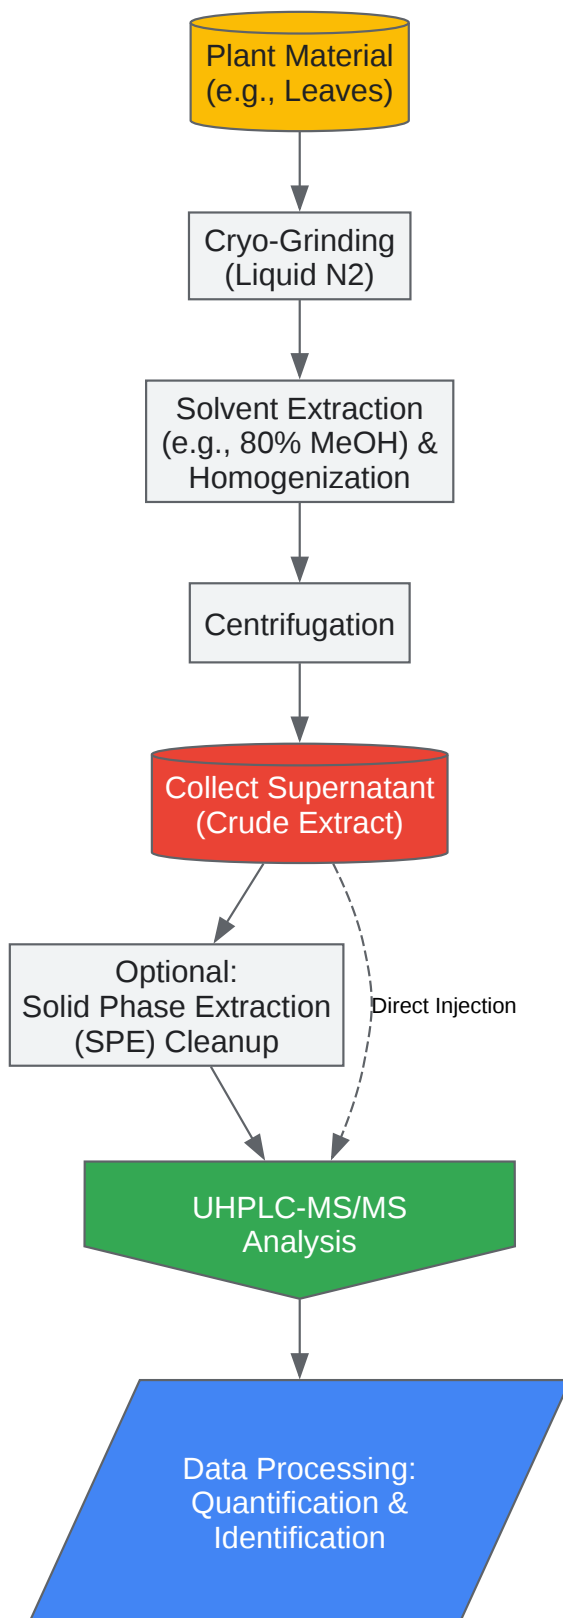 Plant Material
(e.g., Leaves)
Cryo-Grinding
(Liquid N2)
Solvent Extraction
(e.g., 80% MeOH) &
Homogenization
Centrifugation
Collect Supernatant
(Crude Extract)
Optional:
Solid Phase Extraction
(SPE) Cleanup
Direct Injection
UHPLC-MS/MS
Analysis
Data Processing:
Quantification &
Identification